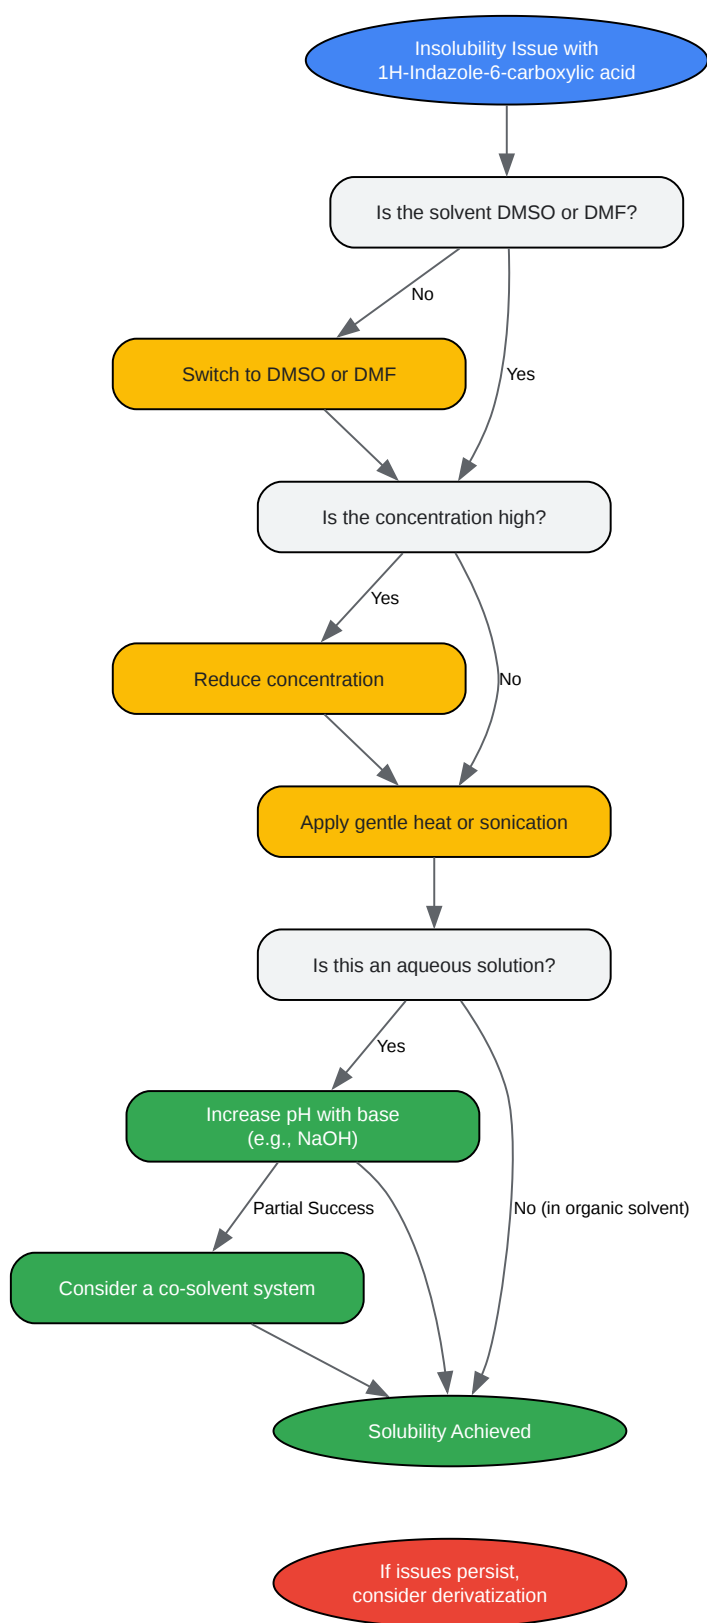 Insolubility Issue with
1H-Indazole-6-carboxylic acid
Is the solvent DMSO or DMF?
No
Switch to DMSO or DMF
Yes
Is the concentration high?
Yes
Reduce concentration
No
Apply gentle heat or sonication
Is this an aqueous solution?
Yes
Increase pH with base
(e.g., NaOH)
Partial Success
No (in organic solvent)
Consider a co-solvent system
Solubility Achieved
If issues persist,
consider derivatization